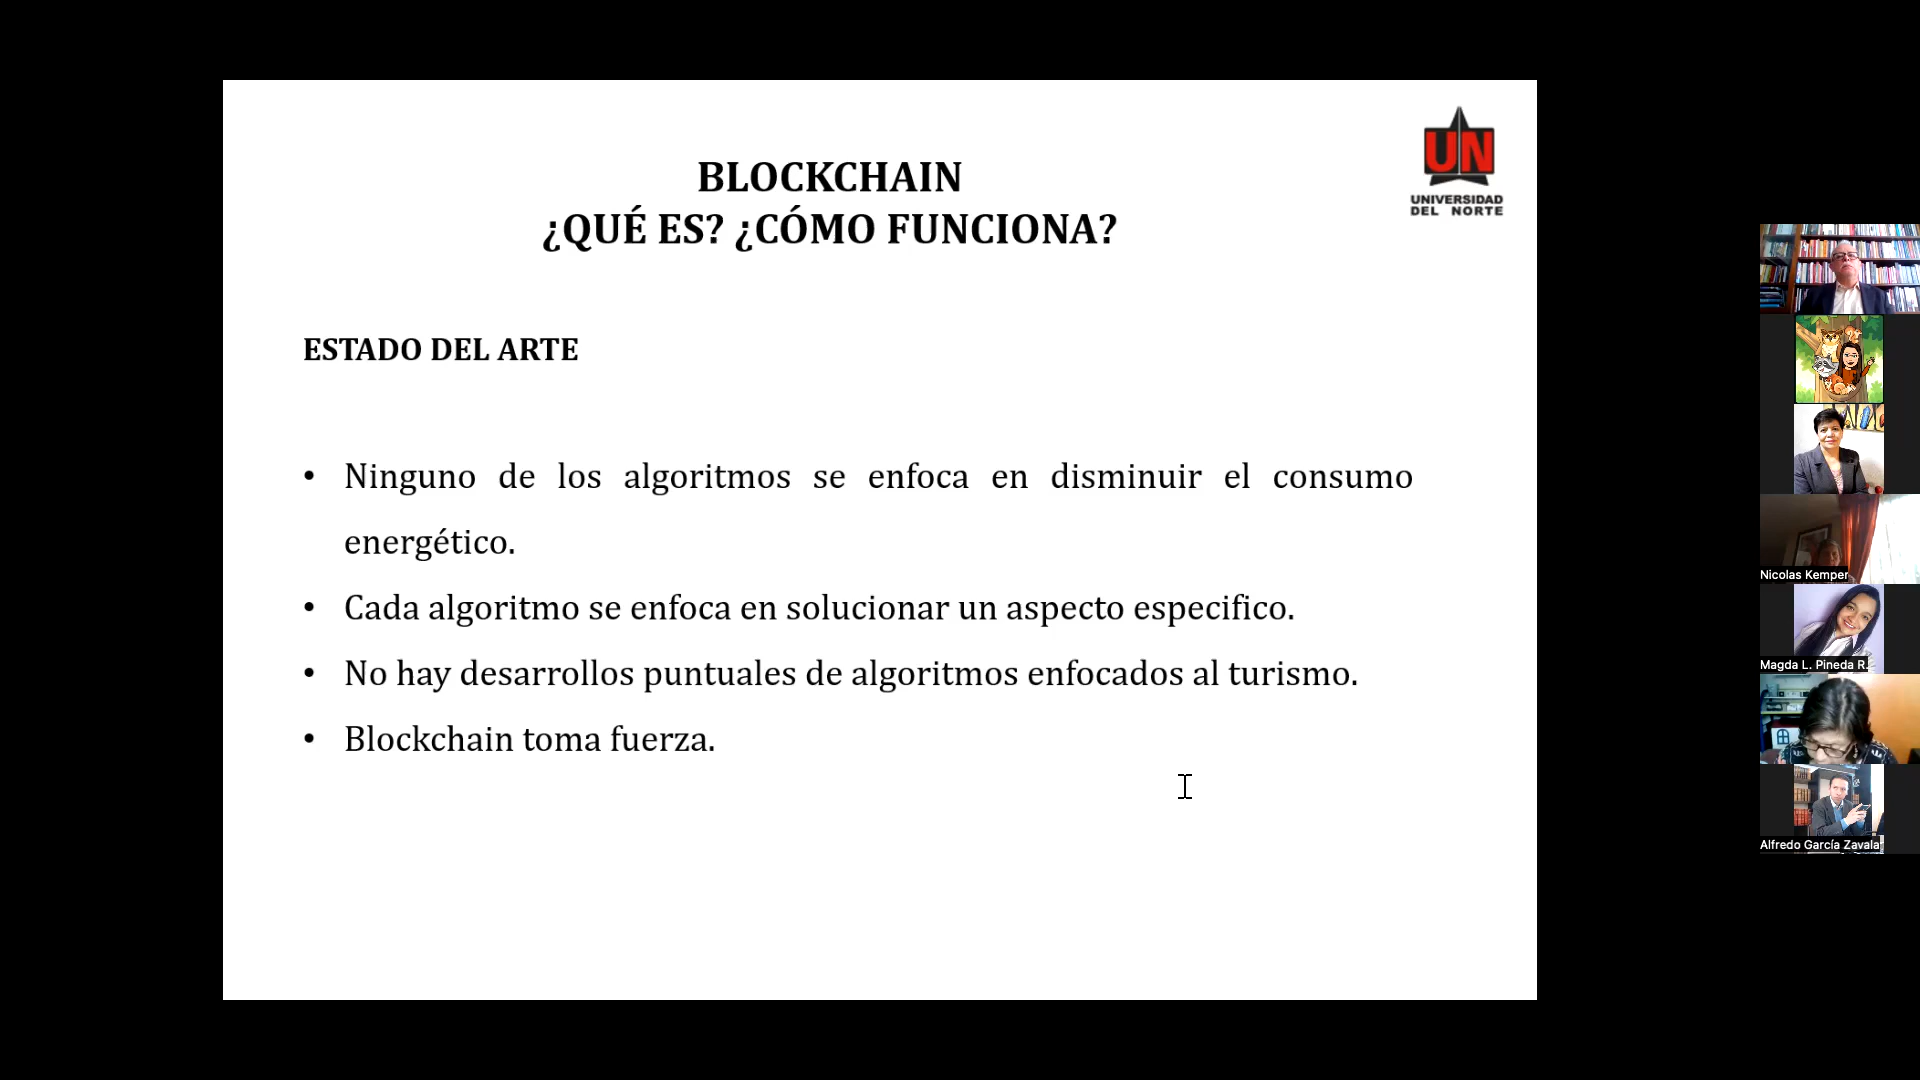 BLOCKCHAIN
¿QUÉ ES? ¿CÓMO FUNCIONA?
UN
UNIVERSIDAD
DEL NORTE
ESTADO DEL ARTE
• Ninguno de los algoritmos se enfoca en disminuir el consumo
energético.
• Cada algoritmo se enfoca en solucionar un aspecto especifico.
• No hay desarrollos puntuales de algoritmos enfocados al turismo.
• Blockchain toma fuerza.
Nicolas Kemper
Magda L. Pineda R.
Alfredo García Zavala